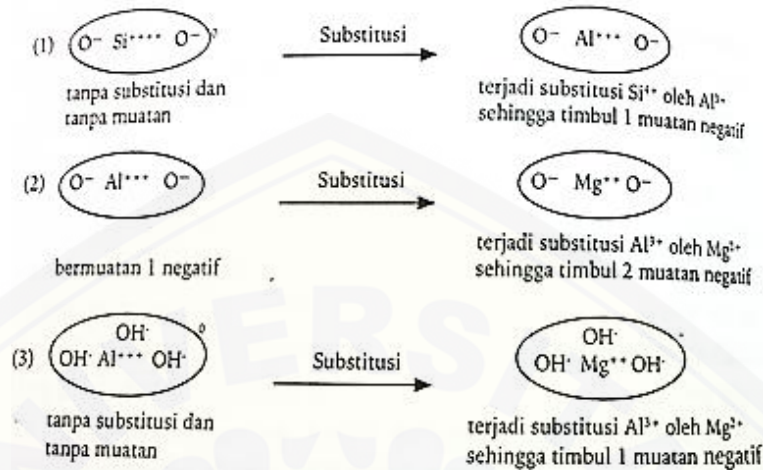 (1) O⁻ Si⁺⁺⁺⁺ O⁻ ⁰ Substitusi O⁻ Al⁺⁺⁺ O⁻
tanpa substitusi dan
tanpa muatan
terjadi substitusi Si⁴⁺ oleh Al³⁺
sehingga timbul 1 muatan negatif
(2) O⁻ Al⁺⁺⁺ O⁻ Substitusi O⁻ Mg⁺⁺ O⁻
bermuatan 1 negatif
terjadi substitusi Al³⁺ oleh Mg²⁺
sehingga timbul 2 muatan negatif
OH⁻ ⁰
(3) OH⁻ Al⁺⁺⁺ OH⁻ Substitusi
OH⁻ ⁻
OH⁻ Mg⁺⁺ OH⁻
tanpa substitusi dan
tanpa muatan
terjadi substitusi Al³⁺ oleh Mg²⁺
sehingga timbul 1 muatan negatif